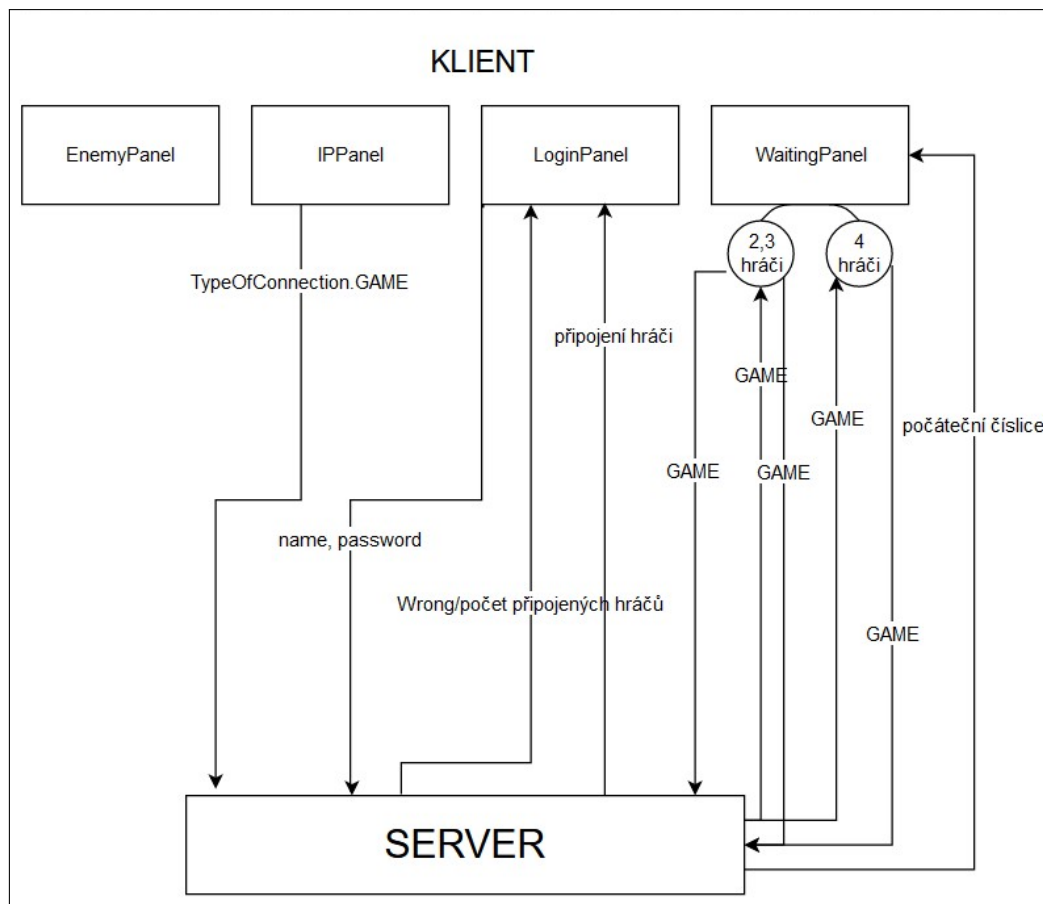 KLIENT
EnemyPanel
IPPanel
LoginPanel
WaitingPanel
2,3
hráči
4
hráči
TypeOfConnection.GAME
připojení hráči
GAME
GAME
počáteční číslice
GAME
GAME
name, password
Wrong/počet připojených hráčů
GAME
SERVER